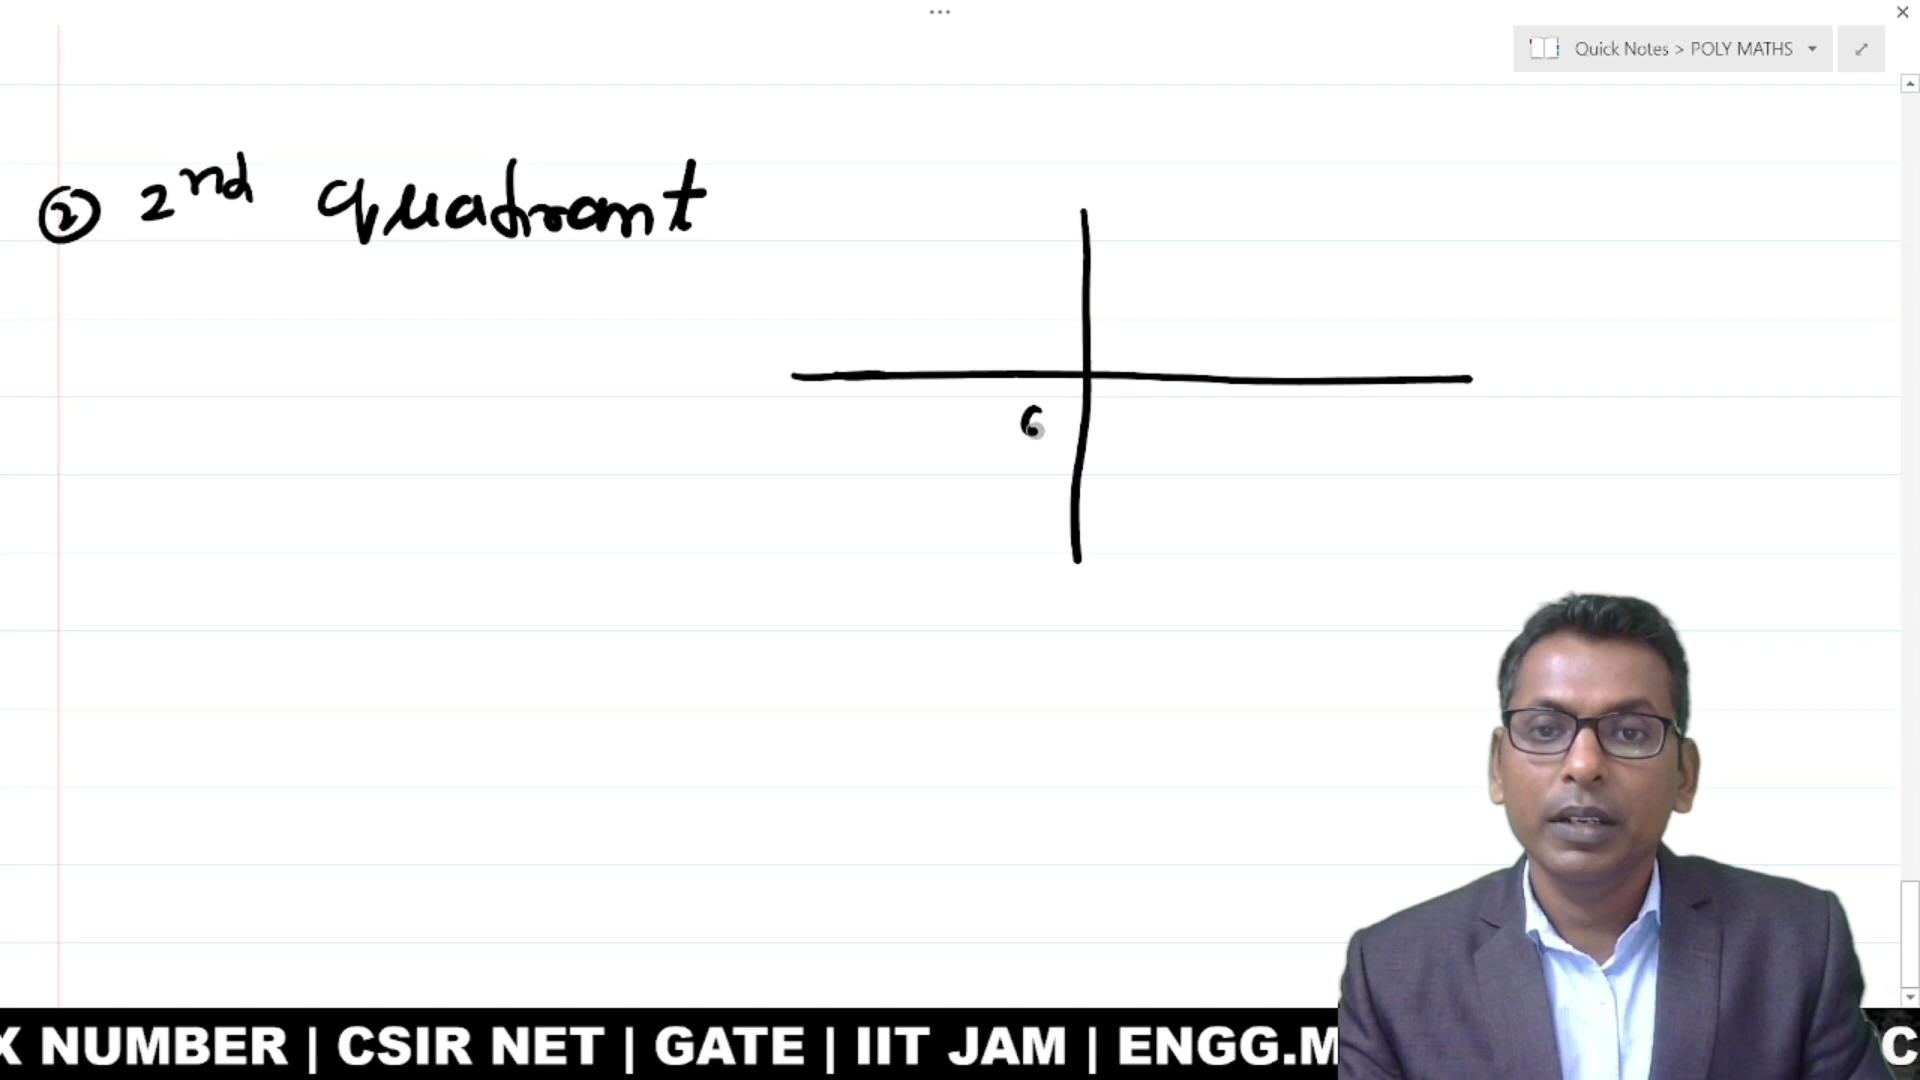 Quick Notes > POLY MATHS
② 2nd quadrant
X NUMBER | CSIR NET | GATE | IIT JAM | ENGG.M
C